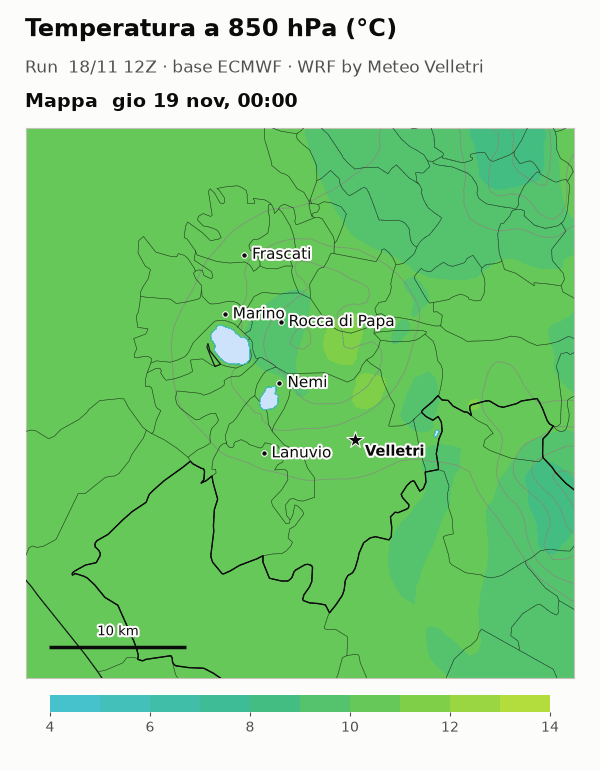 Temperatura a 850 hPa (°C)
Run  18/11 12Z · base ECMWF · WRF by Meteo Velletri
Mappa  gio 19 nov, 00:00
Frascati
Marino
Rocca di Papa
Nemi
Velletri
Lanuvio
10 km
4 6 8 10 12 14